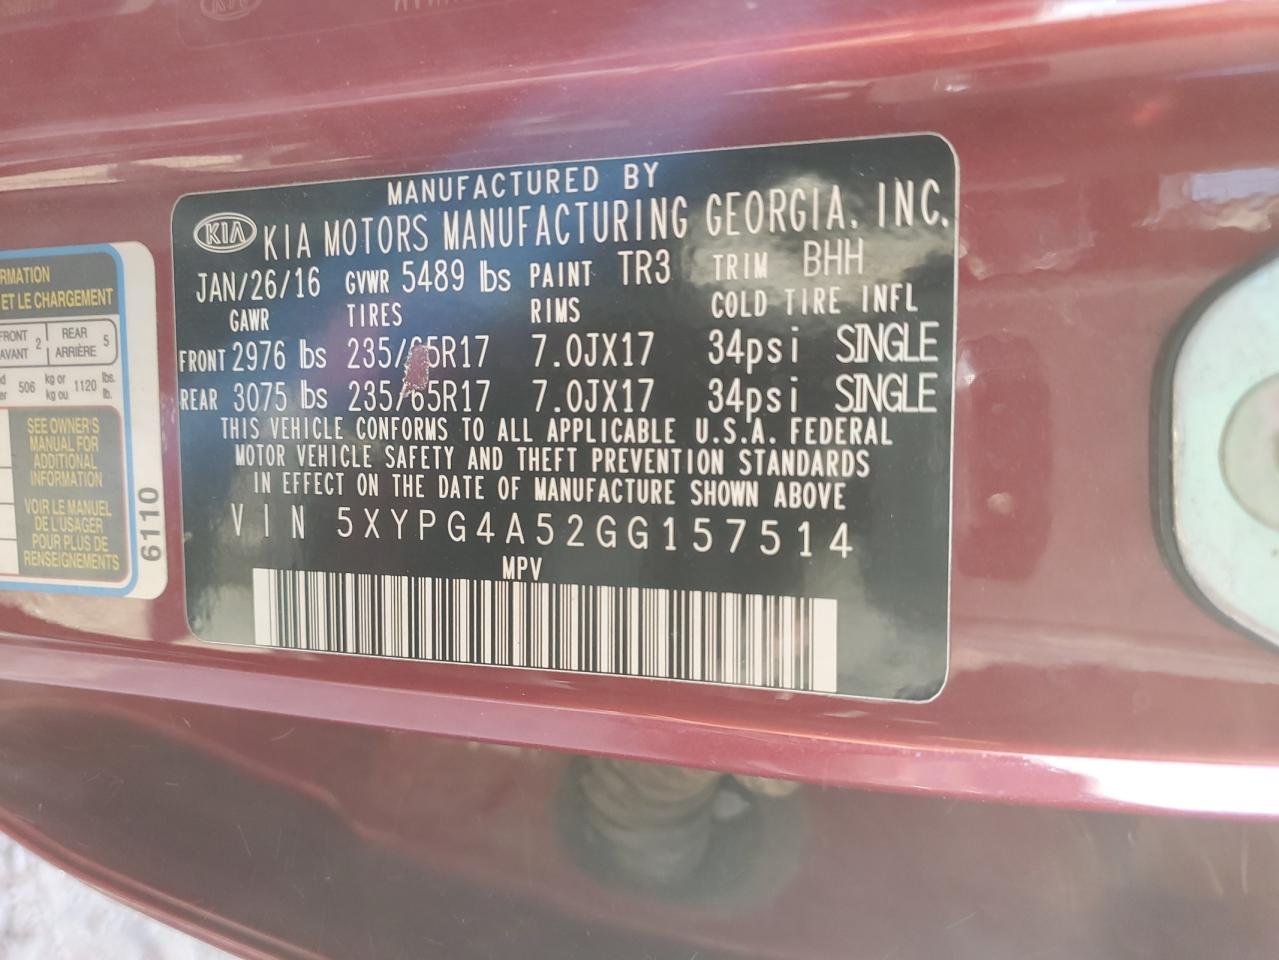 MANUFACTURED BY
KIA KIA MOTORS MANUFACTURING GEORGIA, INC.
JAN/26/16 GVWR 5489 lbs PAINT TR3 TRIM BHH
GAWR TIRES RIMS COLD TIRE INFL
FRONT 2976 lbs 235/65R17 7.0JX17 34psi SINGLE
REAR 3075 lbs 235/65R17 7.0JX17 34psi SINGLE
THIS VEHICLE CONFORMS TO ALL APPLICABLE U.S.A. FEDERAL
MOTOR VEHICLE SAFETY AND THEFT PREVENTION STANDARDS
IN EFFECT ON THE DATE OF MANUFACTURE SHOWN ABOVE
VIN 5XYPG4A52GG157514
MPV
ET LE CHARGEMENT
FRONT 2 REAR 5
AVANT ARRIÈRE
506 kg or 1120 lbs.
kg ou lb.
SEE OWNER'S
MANUAL FOR
ADDITIONAL
INFORMATION
VOIR LE MANUEL
DE L'USAGER
POUR PLUS DE
RENSEIGNEMENTS
6110